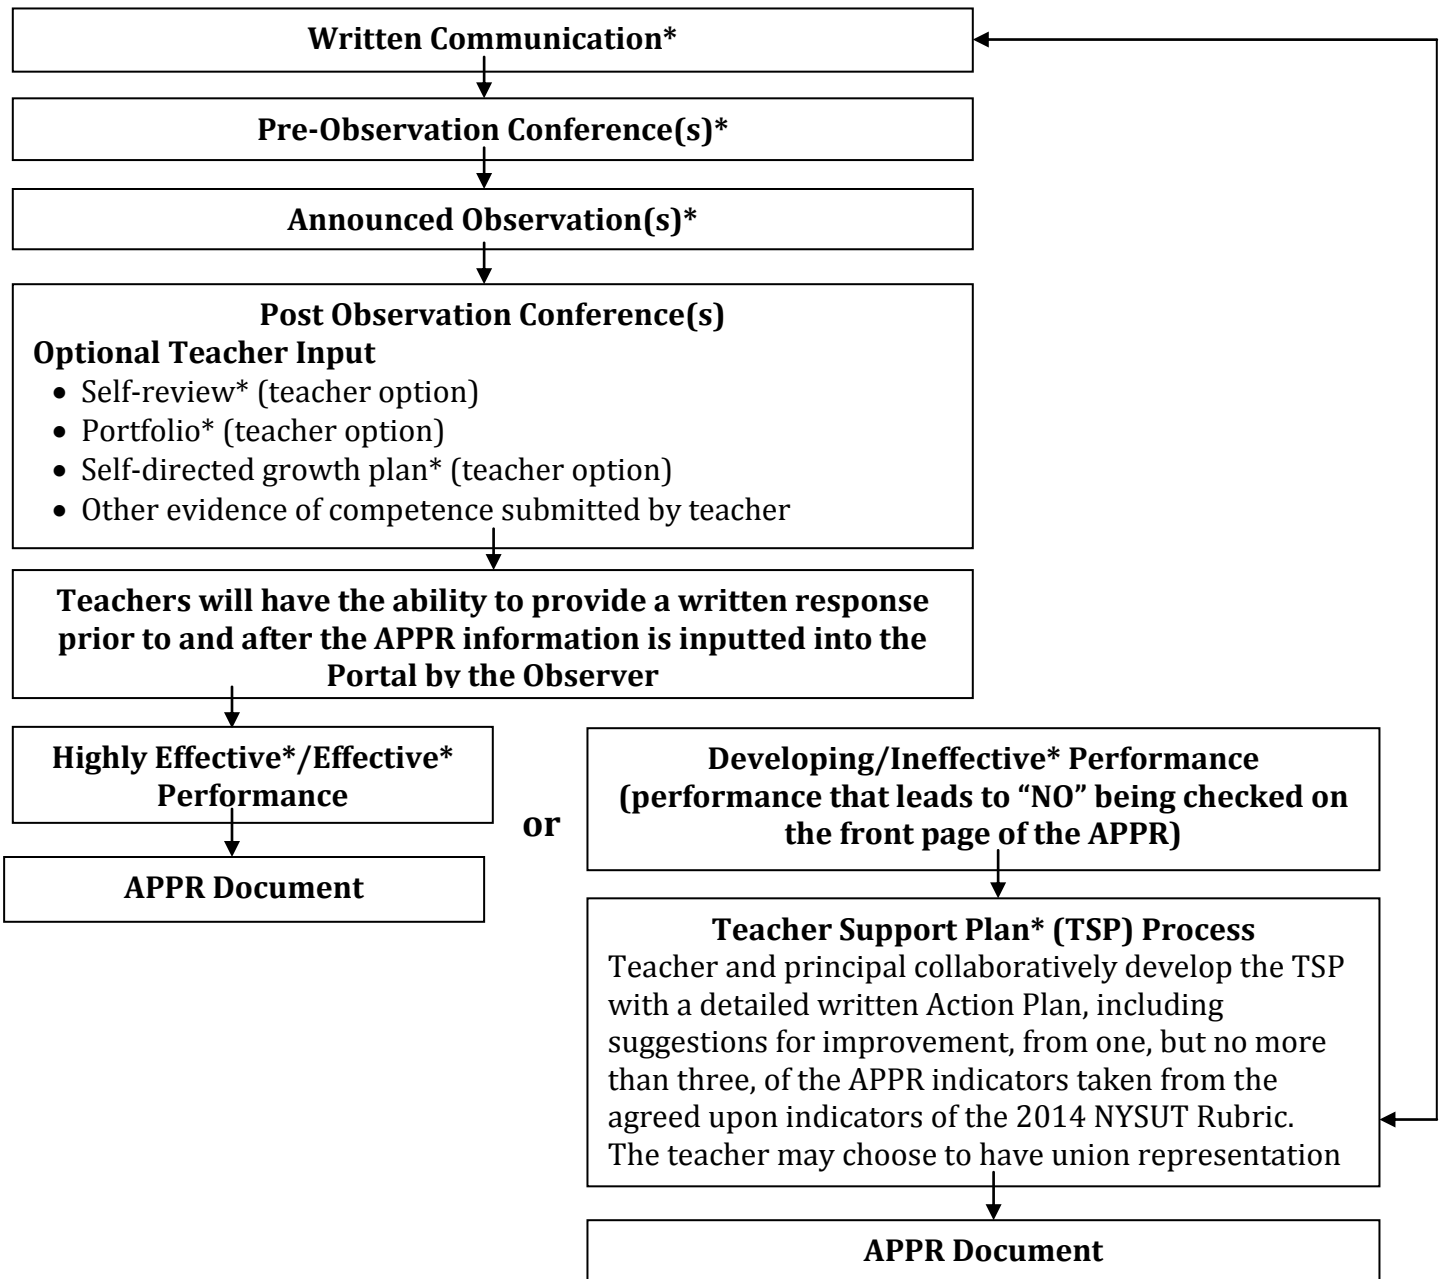 Written Communication*
Pre-Observation Conference(s)*
Announced Observation(s)*
Post Observation Conference(s)
Optional Teacher Input
• Self-review* (teacher option)
• Portfolio* (teacher option)
• Self-directed growth plan* (teacher option)
• Other evidence of competence submitted by teacher
Teachers will have the ability to provide a written response
prior to and after the APPR information is inputted into the
Portal by the Observer
Highly Effective*/Effective*
Performance
APPR Document
or
Developing/Ineffective* Performance
(performance that leads to “NO” being checked on
the front page of the APPR)
Teacher Support Plan* (TSP) Process
Teacher and principal collaboratively develop the TSP
with a detailed written Action Plan, including
suggestions for improvement, from one, but no more
than three, of the APPR indicators taken from the
agreed upon indicators of the 2014 NYSUT Rubric.
The teacher may choose to have union representation
APPR Document